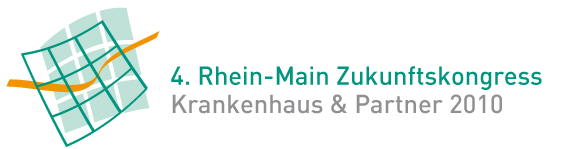 4. Rhein-Main Zukunftskongress
Krankenhaus & Partner 2010